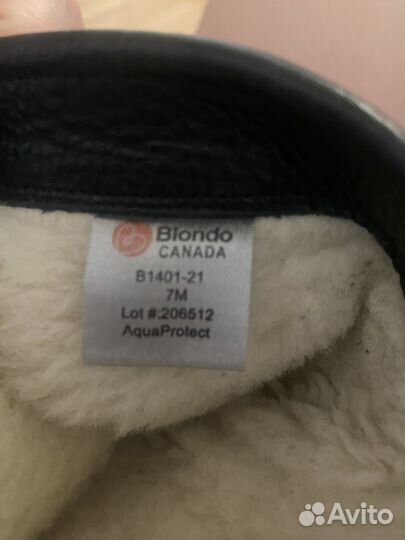 Blondo
CANADA
B1401-21
7M
Lot #:206512
AquaProtect
Avito